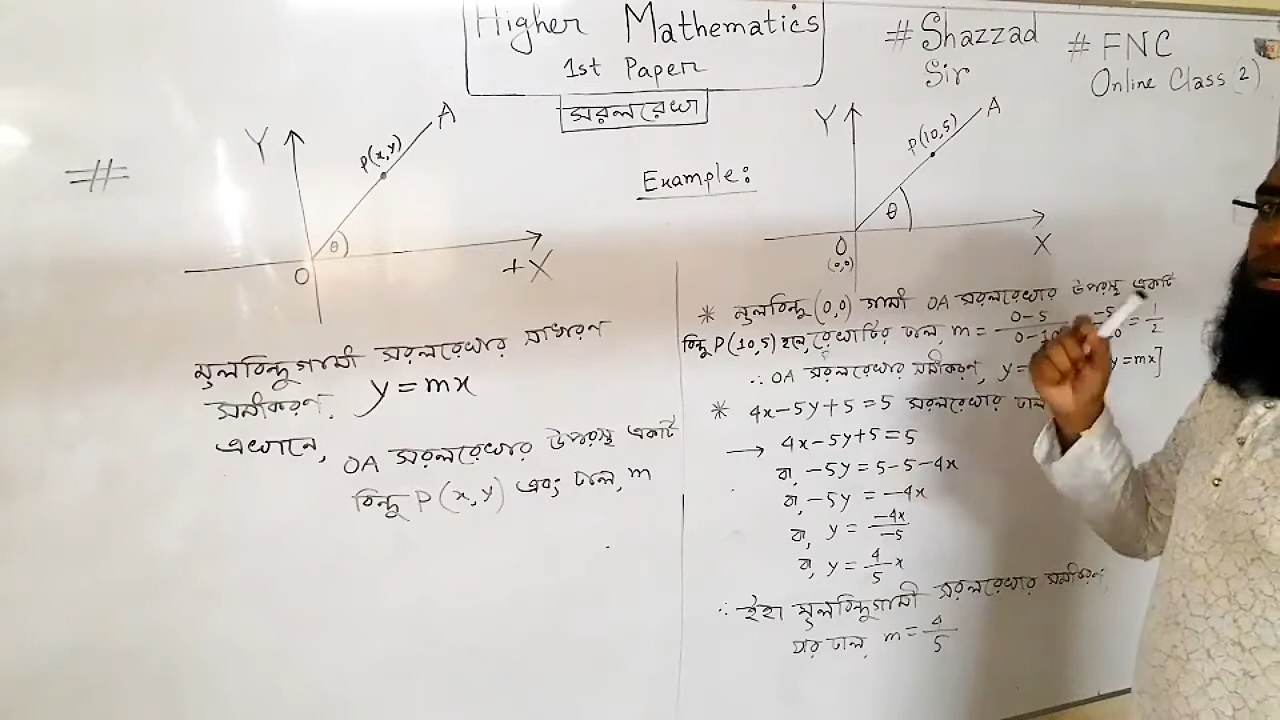 Higher Mathematics
1st Paper
সরলরেখা
# Shazzad
Sir
# FNC
Online Class (2)
#
Y
P(x,y)
A
θ
O
+X
মূলবিন্দুগামী সরলরেখার সাধারণ
সমীকরণ, y=mx
এখানে, OA সরলরেখার উপরস্থ একটি
বিন্দু P(x,y) এবং ঢাল, m
Example:
Y
P(10,5)
A
θ
O
(0,0)
X
* মূলবিন্দু (0,0) গামী OA সরলরেখার উপরস্থ একটি
বিন্দু P(10,5) হলে, রেখাটির ঢাল, m = 0-5/0-10 = -5/ = 1/2
∴ OA সরলরেখার সমীকরণ, y= y=mx]
* 4x-5y+5=5 সরলরেখার ঢাল
→ 4x-5y+5=5
বা, -5y=5-5-4x
বা, -5y = -4x
বা, y = -4x/-5
বা, y = 4/5 x
∴ ইহা মূলবিন্দুগামী সরলরেখার সমীকরণ,
যার ঢাল, m = 4/5